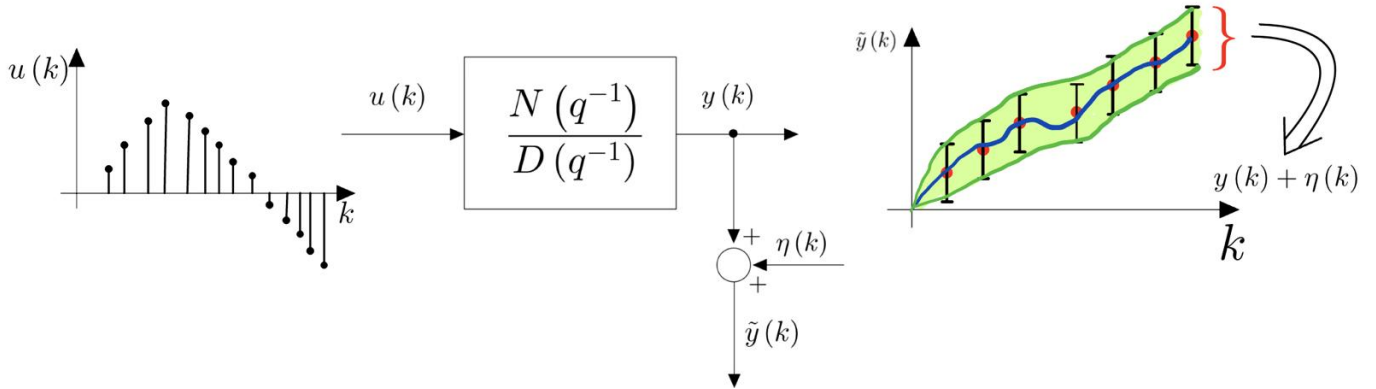 u (k)
k
u (k)
N (q⁻¹)
D (q⁻¹)
y (k)
+
η (k)
+
ỹ (k)
ỹ (k)
}
y (k) + η (k)
k